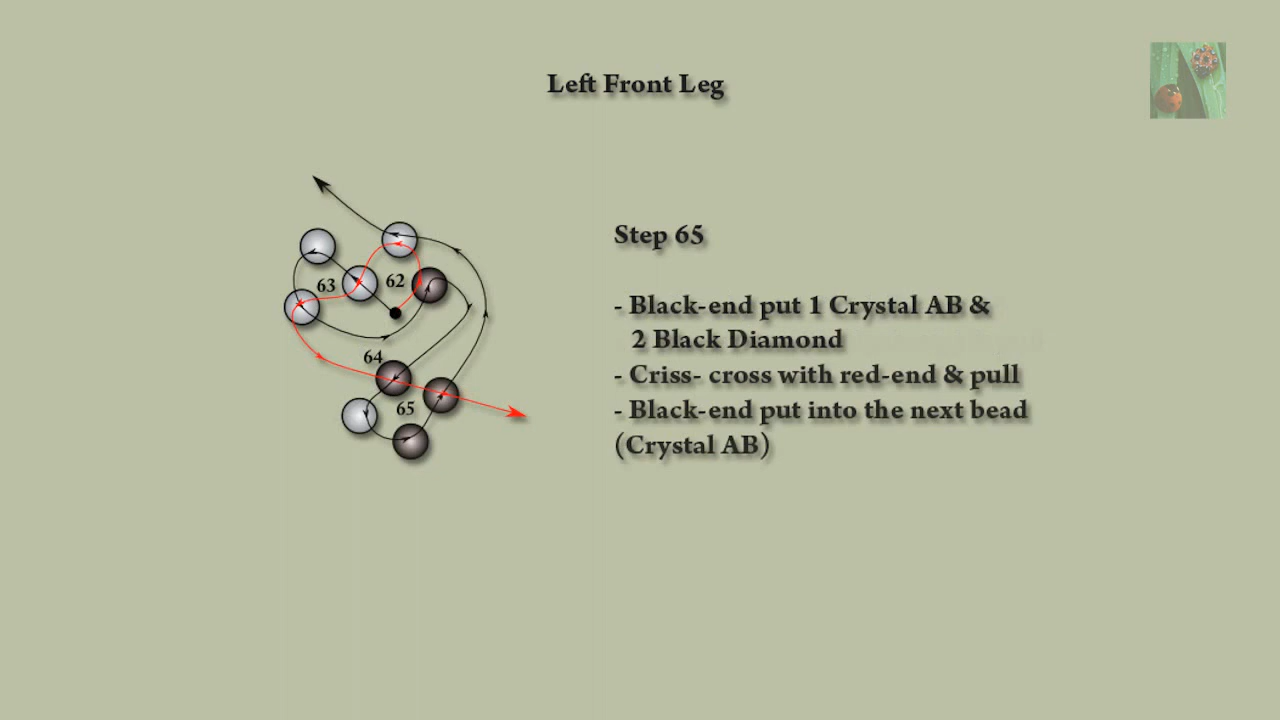 Left Front Leg
63
62
64
65
Step 65
- Black-end put 1 Crystal AB &
2 Black Diamond
- Criss- cross with red-end & pull
- Black-end put into the next bead
(Crystal AB)